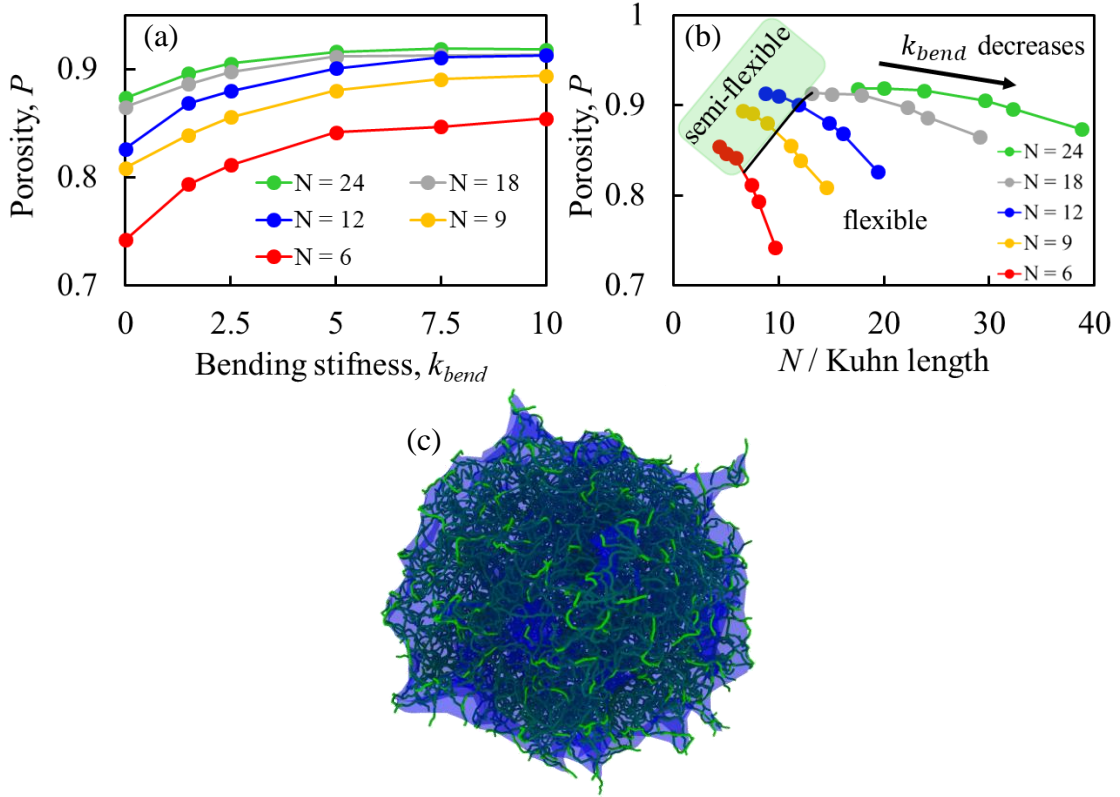 (a)
Porosity, P
0.9
0.8
0.7
N = 24
N = 18
N = 12
N = 9
N = 6
0
2.5
5
7.5
10
Bending stifness, k_bend
(b)
Porosity, P
1
0.9
0.8
0.7
semi-flexible
k_bend decreases
flexible
N = 24
N = 18
N = 12
N = 9
N = 6
0
10
20
30
40
N / Kuhn length
(c)